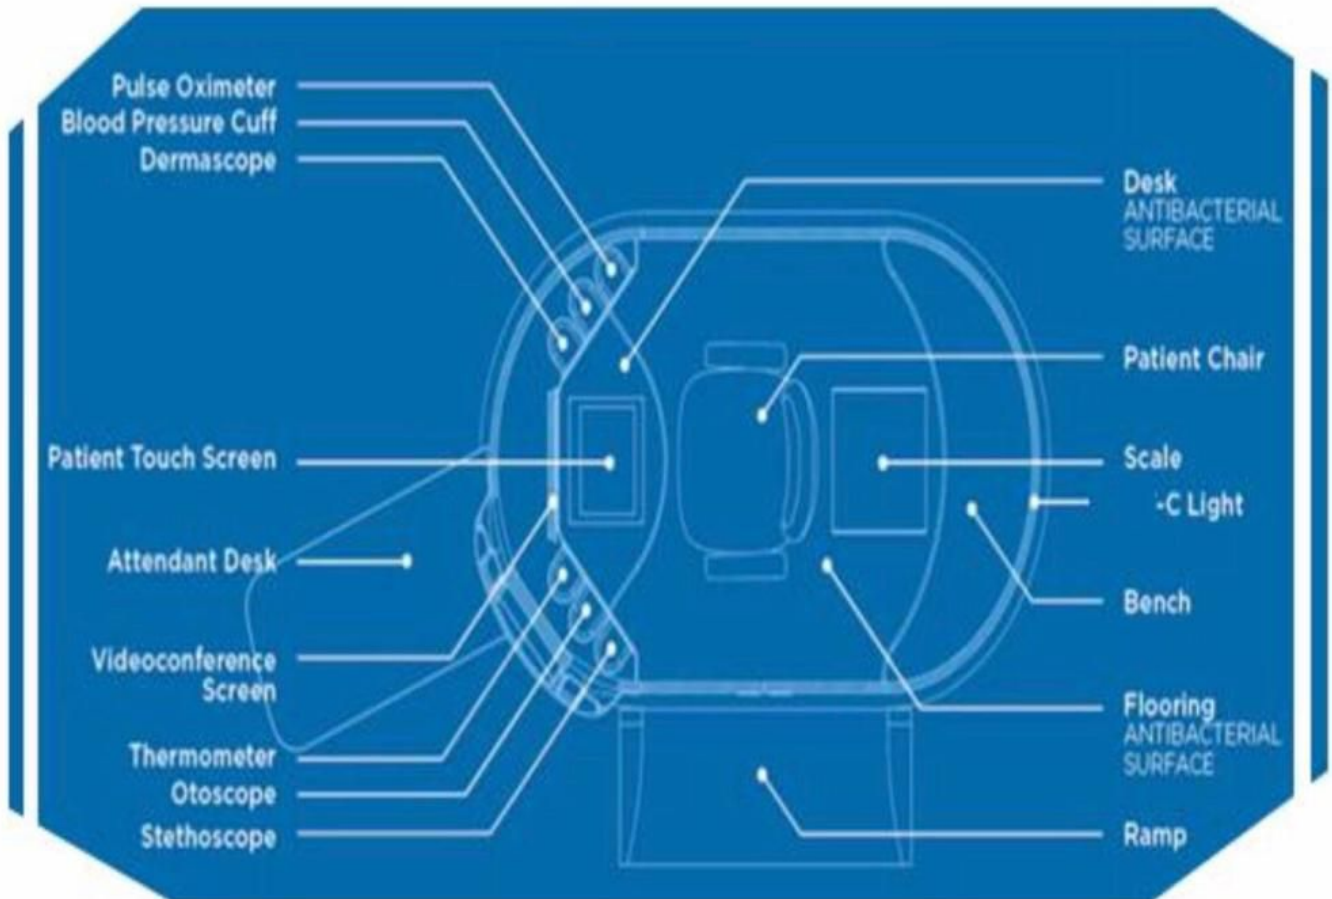 Pulse Oximeter
Blood Pressure Cuff
Dermascope
Patient Touch Screen
Attendant Desk
Videoconference
Screen
Thermometer
Otoscope
Stethoscope
Desk
ANTIBACTERIAL
SURFACE
Patient Chair
Scale
-C Light
Bench
Flooring
ANTIBACTERIAL
SURFACE
Ramp